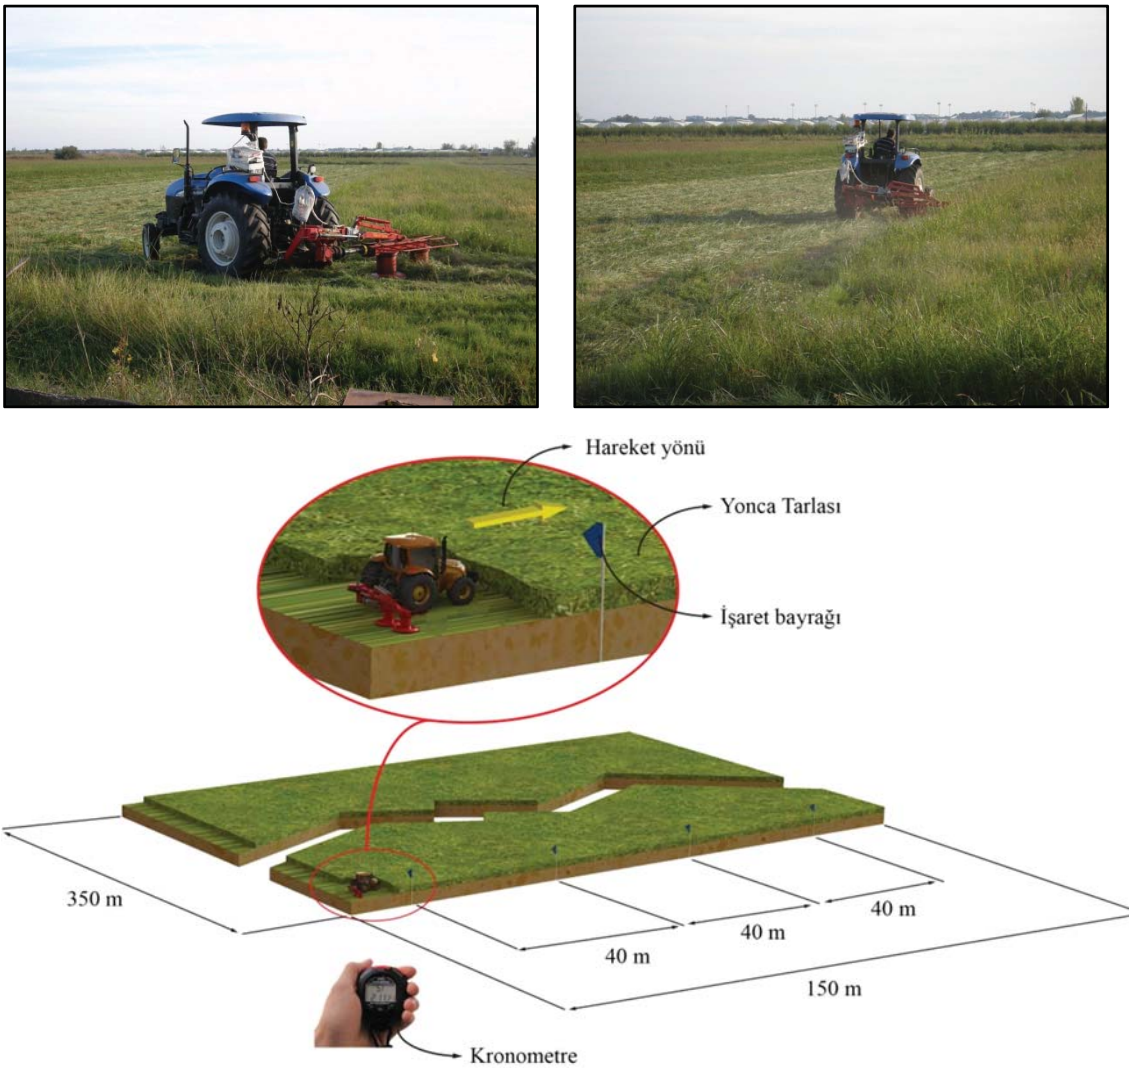 Hareket yönü
Yonca Tarlası
İşaret bayrağı
350 m
40 m
40 m
40 m
150 m
Kronometre